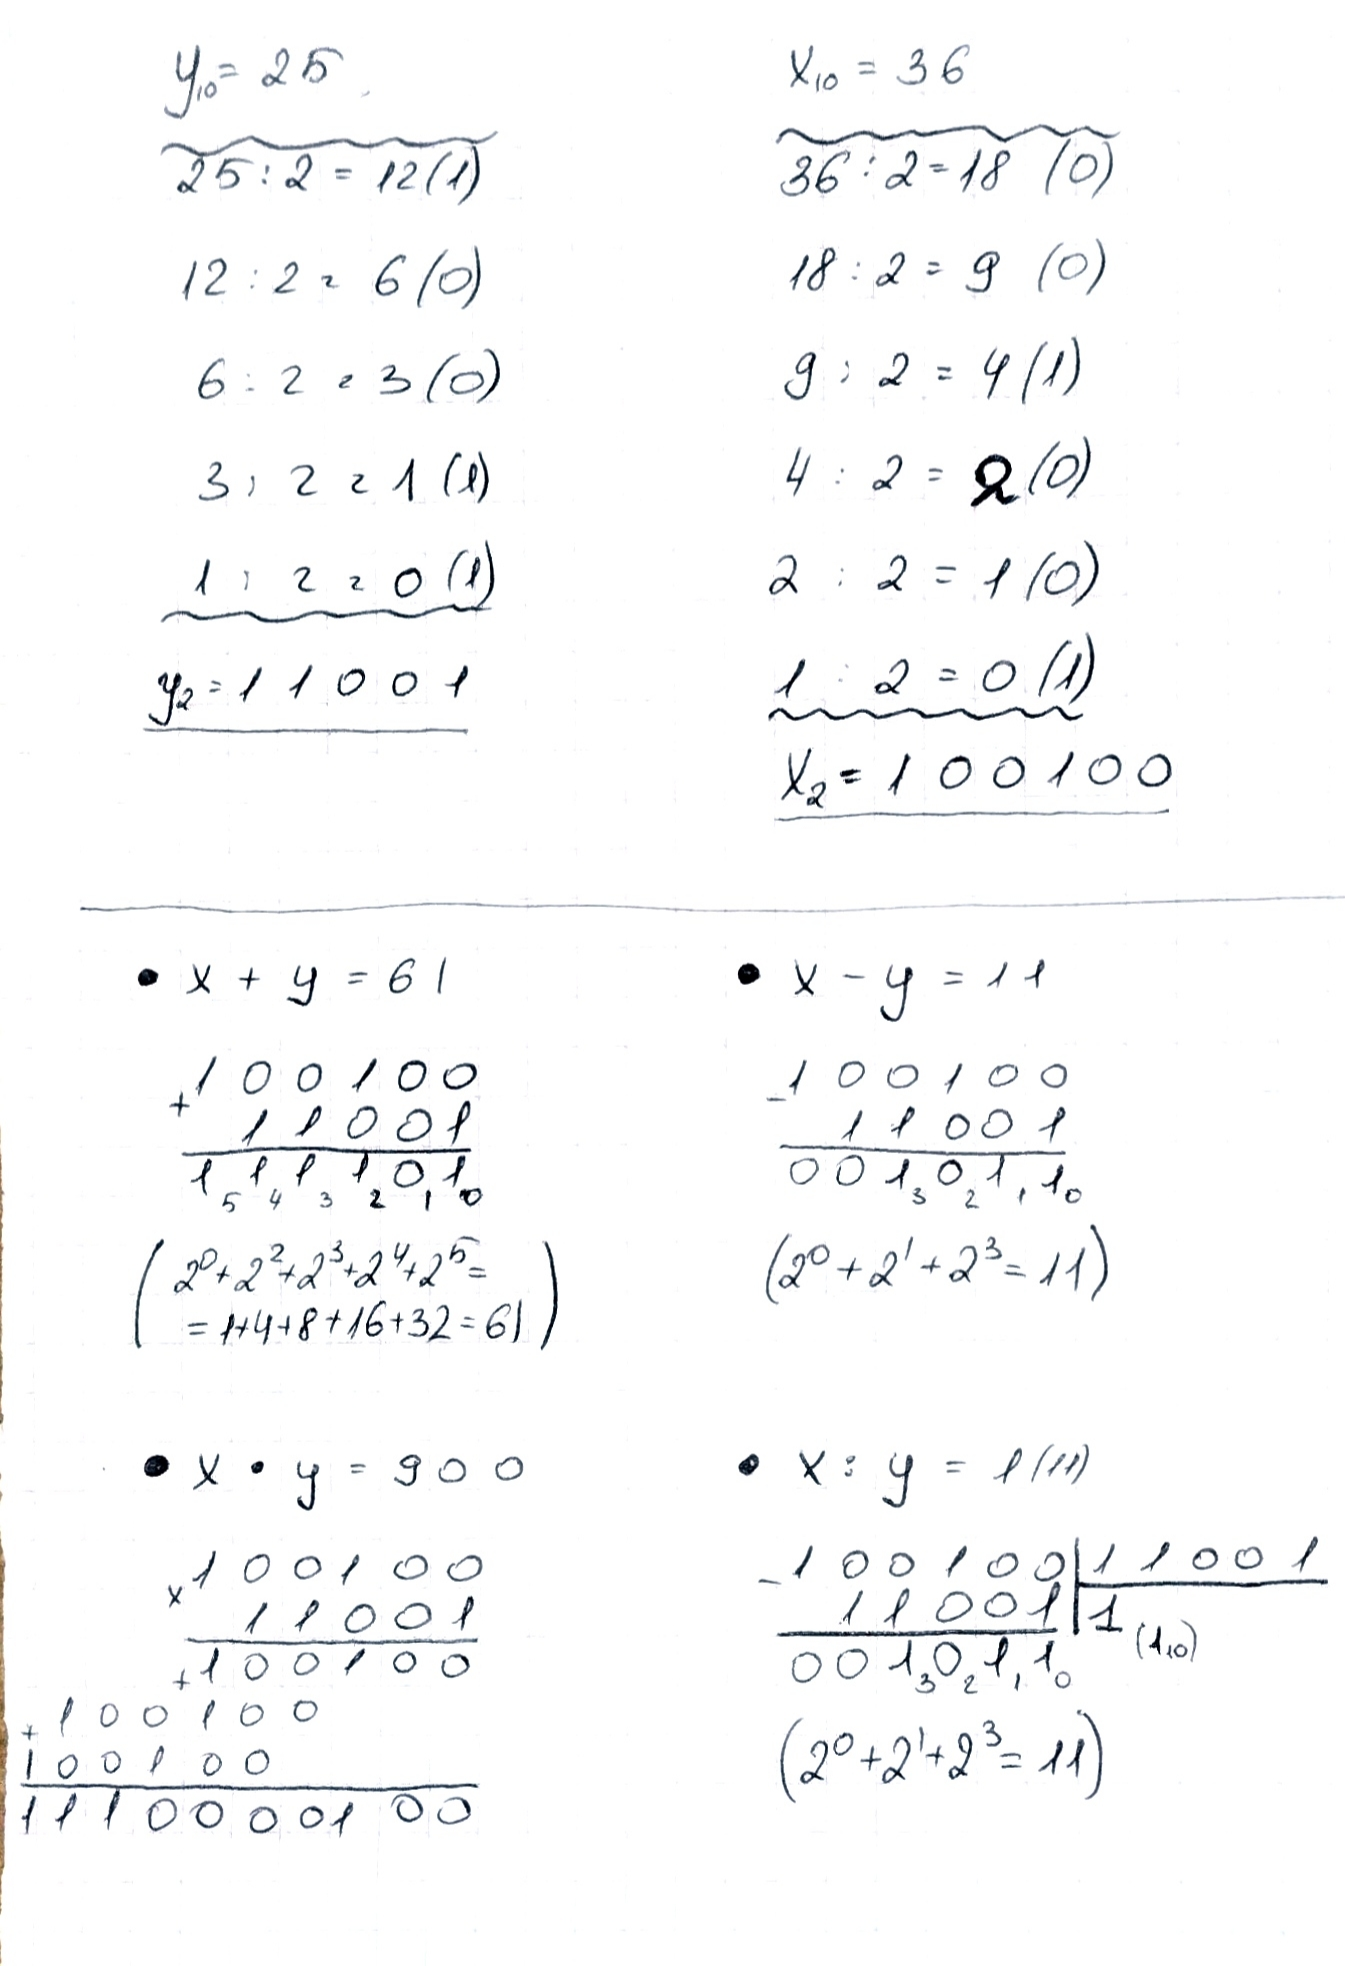 y₁₀ = 25
25 : 2 = 12 (1)
12 : 2 = 6 (0)
6 : 2 = 3 (0)
3 : 2 = 1 (1)
1 : 2 = 0 (1)
y₂ = 1 1 0 0 1
x₁₀ = 36
36 : 2 = 18 (0)
18 : 2 = 9 (0)
9 : 2 = 4 (1)
4 : 2 = 2 (0)
2 : 2 = 1 (0)
1 : 2 = 0 (1)
x₂ = 1 0 0 1 0 0
• x + y = 61
+ 1 0 0 1 0 0
1 1 0 0 1
1₅ 1₄ 1₃ 1₂ 0₁ 1₀
(2⁰ + 2² + 2³ + 2⁴ + 2⁵ =
= 1 + 4 + 8 + 16 + 32 = 61)
• x − y = 11
− 1 0 0 1 0 0
1 1 0 0 1
0 0 1₃ 0₂ 1₁ 1₀
(2⁰ + 2¹ + 2³ = 11)
• x • y = 900
x 1 0 0 1 0 0
1 1 0 0 1
+ 1 0 0 1 0 0
+ 1 0 0 1 0 0
1 0 0 1 0 0
1 1 1 0 0 0 0 1 0 0
• x : y = 1 (11)
− 1 0 0 1 0 0 | 1 1 0 0 1
1 1 0 0 1 | 1 (1₁₀)
0 0 1₃ 0₂ 1₁ 1₀
(2⁰ + 2¹ + 2³ = 11)